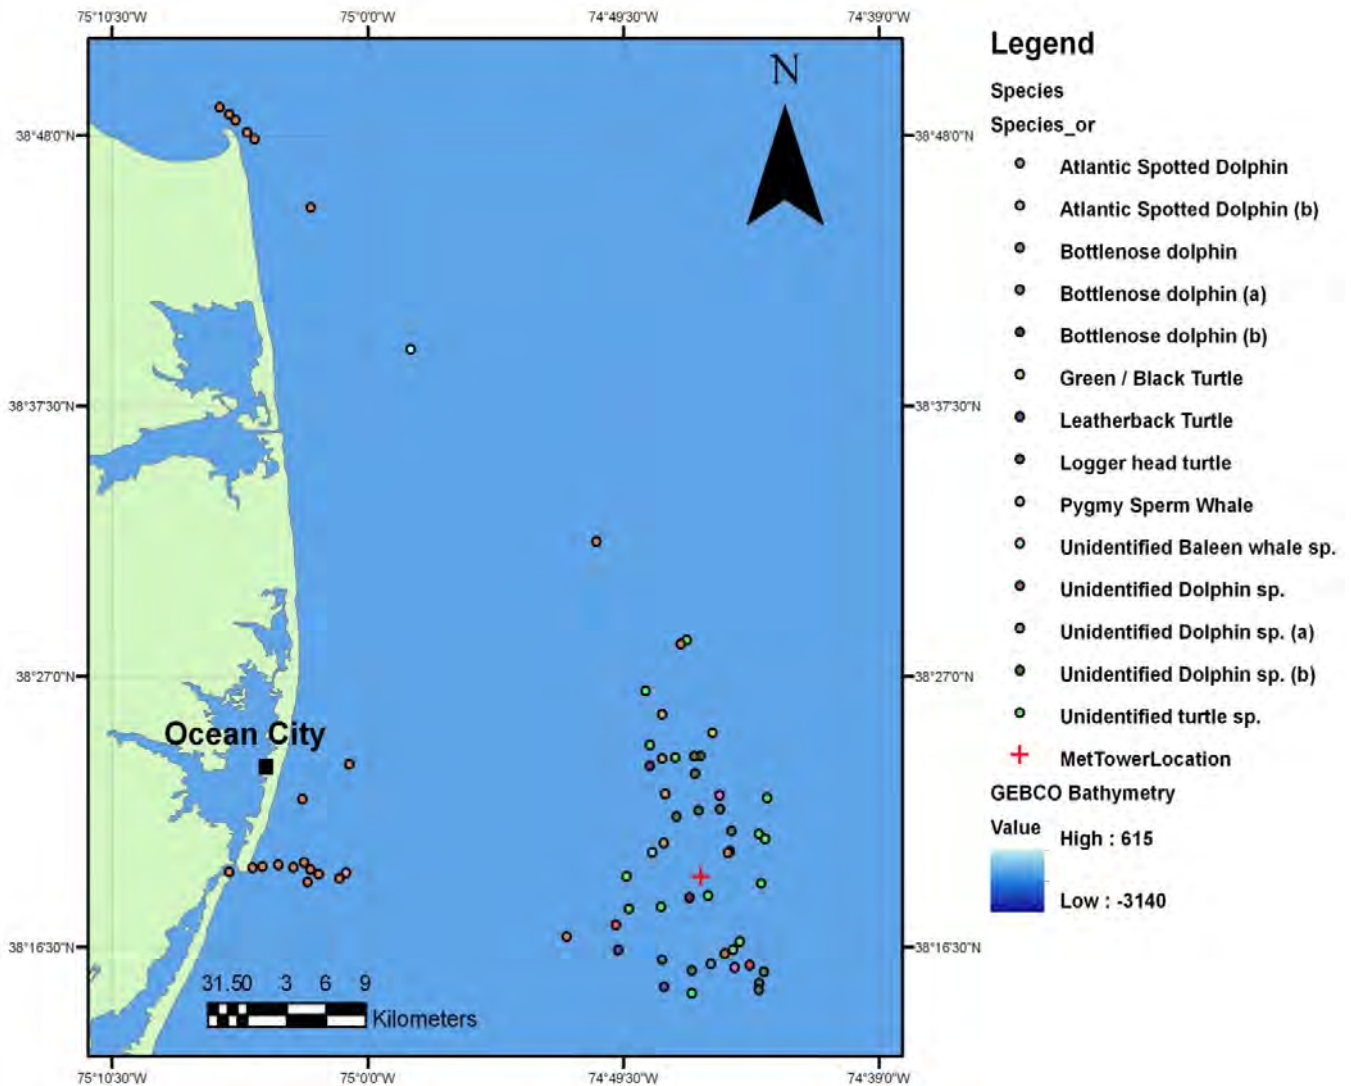 75°10'30"W 75°0'0"W 74°49'30"W 74°39'0"W
Legend
N
Species
Species_or
38°48'0"N 38°48'0"N
Atlantic Spotted Dolphin
Atlantic Spotted Dolphin (b)
Bottlenose dolphin
Bottlenose dolphin (a)
Bottlenose dolphin (b)
Green / Black Turtle
38°37'30"N 38°37'30"N
Leatherback Turtle
Logger head turtle
Pygmy Sperm Whale
Unidentified Baleen whale sp.
Unidentified Dolphin sp.
Unidentified Dolphin sp. (a)
Unidentified Dolphin sp. (b)
38°27'0"N 38°27'0"N
Unidentified turtle sp.
Ocean City
MetTowerLocation
GEBCO Bathymetry
Value
High : 615
Low : -3140
38°16'30"N 38°16'30"N
31.50 3 6 9
Kilometers
75°10'30"W 75°0'0"W 74°49'30"W 74°39'0"W